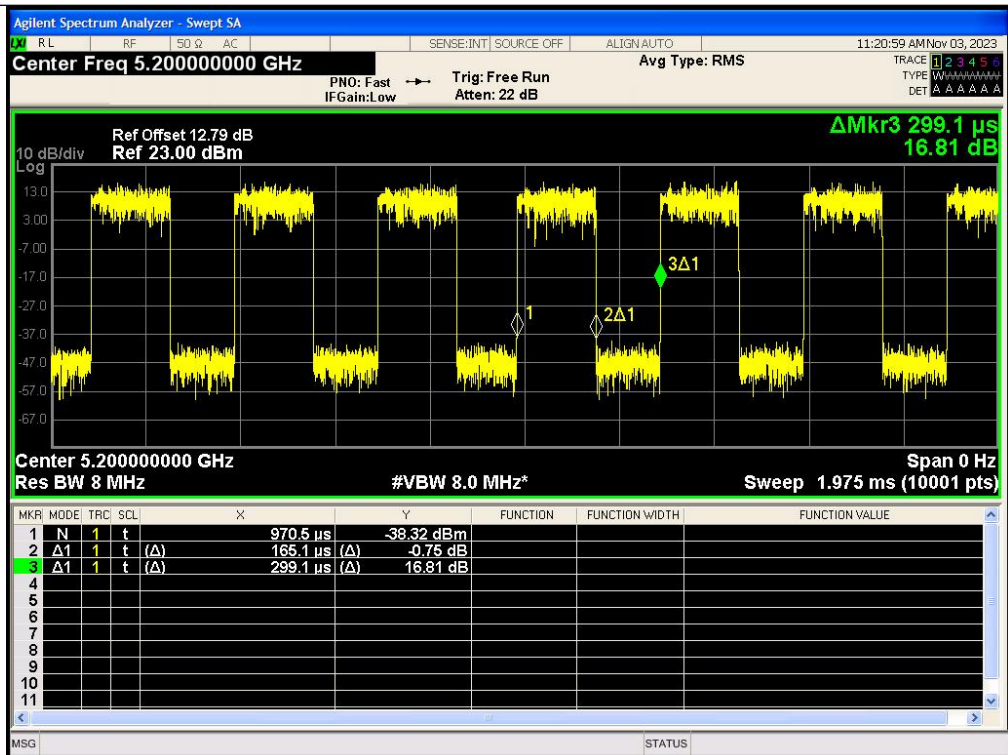 Agilent Spectrum Analyzer - Swept SA
LXI RL RF 50 Ω AC SENSE:INT SOURCE OFF ALIGN AUTO 11:20:59 AM Nov 03, 2023
Center Freq 5.200000000 GHz Avg Type: RMS TRACE 1 2 3 4 5 6
PNO: Fast Trig: Free Run TYPE WWWWWW
IFGain:Low Atten: 22 dB DET A A A A A A
ΔMkr3 299.1 µs
16.81 dB
Ref Offset 12.79 dB
10 dB/div Ref 23.00 dBm
Log
13.0
3.00
-7.00
-17.0
-27.0
-37.0
-47.0
-57.0
-67.0
3Δ1
1
2Δ1
Center 5.200000000 GHz Span 0 Hz
Res BW 8 MHz #VBW 8.0 MHz* Sweep 1.975 ms (10001 pts)
MKR MODE TRC SCL X Y FUNCTION FUNCTION WIDTH FUNCTION VALUE
1 N 1 t 970.5 µs -38.32 dBm
2 Δ1 1 t (Δ) 165.1 µs (Δ) -0.75 dB
3 Δ1 1 t (Δ) 299.1 µs (Δ) 16.81 dB
4
5
6
7
8
9
10
11
MSG STATUS